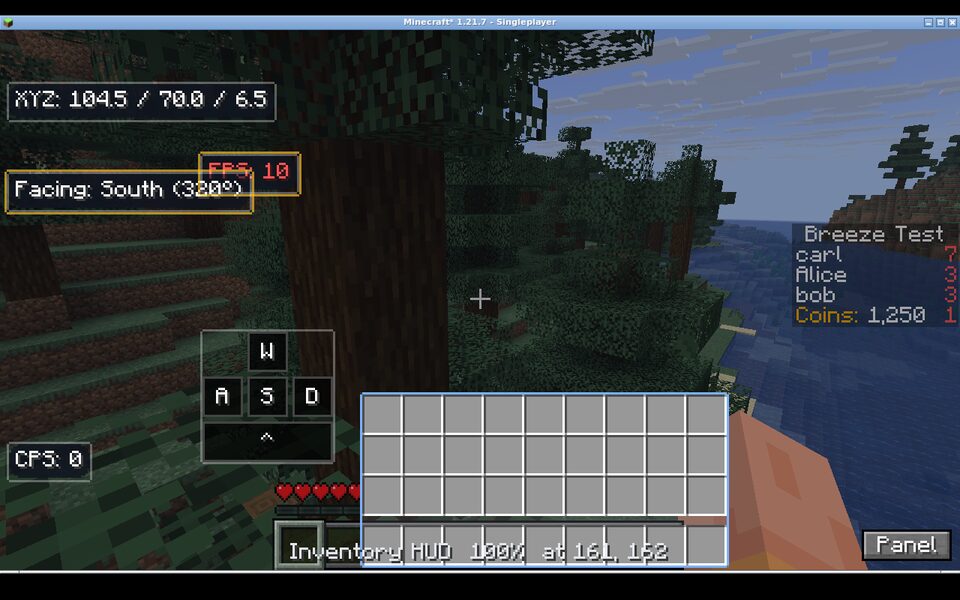 Minecraft* 1.21.7 - Singleplayer
XYZ: 104.5 / 70.0 / 6.5
FPS: 10
Facing: South (320°)
Breeze Test
carl 7
Alice 3
bob 3
Coins: 1,250 1
W
A S D
^
CPS: 0
Inventory HUD 100% at 161, 162
Panel